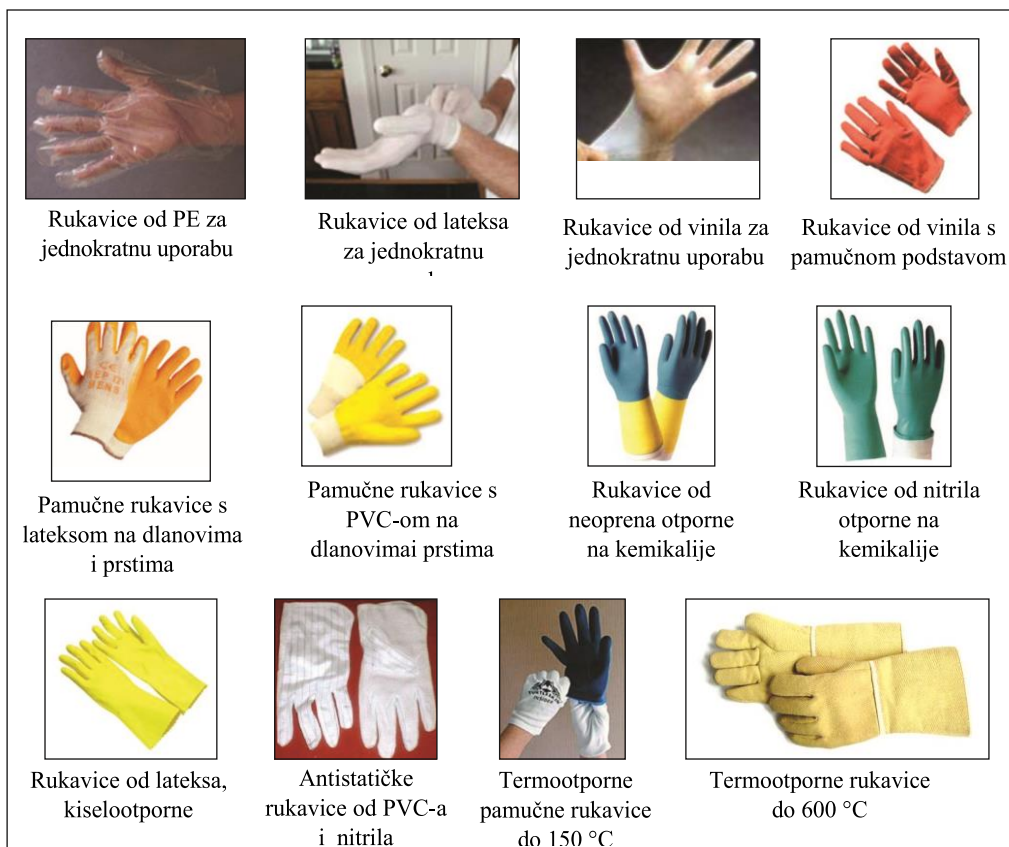 Rukavice od PE za
jednokratnu uporabu
Rukavice od lateksa
za jednokratnu
Rukavice od vinila za
jednokratnu uporabu
Rukavice od vinila s
pamučnom podstavom
Pamučne rukavice s
lateksom na dlanovima
i prstima
Pamučne rukavice s
PVC-om na
dlanovimai prstima
Rukavice od
neoprena otporne
na kemikalije
Rukavice od nitrila
otporne na
kemikalije
Rukavice od lateksa,
kiselootporne
Antistatičke
rukavice od PVC-a
i nitrila
Termootporne
pamučne rukavice
do 150 °C
Termootporne rukavice
do 600 °C